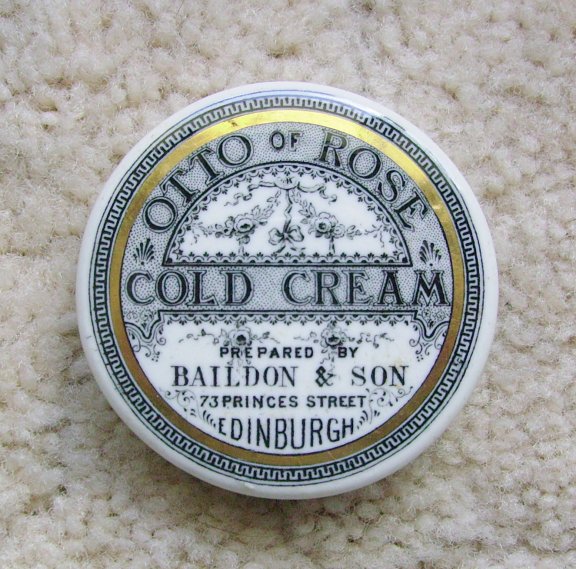 OTTO OF ROSE
COLD CREAM
PREPARED BY
BAILDON & SON
73 PRINCES STREET
EDINBURGH